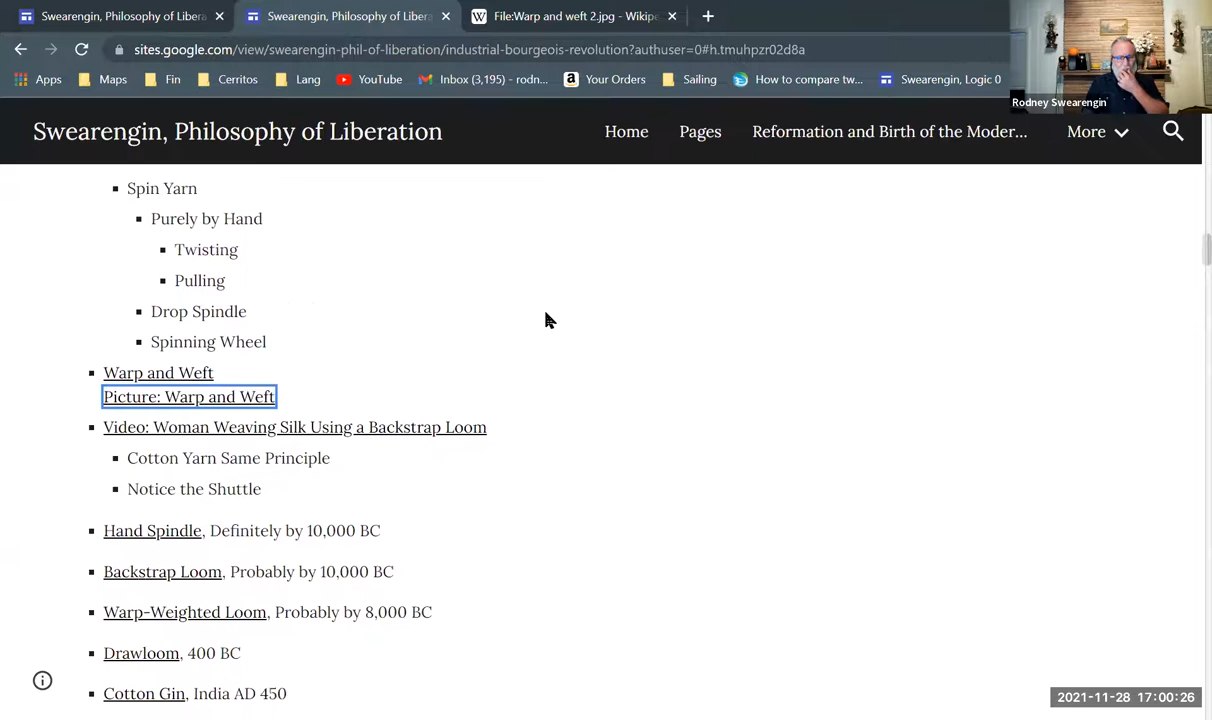 Swearengin, Philosophy of Libera
Swearengin, Philosophy of Libera
File:Warp and weft 2.jpg - Wikipe
sites.google.com/view/swearengin-phil-of-liberation/industrial-bourgeois-revolution?authuser=0#h.tmuhpzr02d8a
Apps Maps Fin Cerritos Lang YouTube Inbox (3,195) - rodn... Your Orders Sailing How to compare tw... Swearengin, Logic 0
Rodney Swearengin
Swearengin, Philosophy of Liberation
Home Pages Reformation and Birth of the Moder... More
Spin Yarn
Purely by Hand
Twisting
Pulling
Drop Spindle
Spinning Wheel
Warp and Weft
Picture: Warp and Weft
Video: Woman Weaving Silk Using a Backstrap Loom
Cotton Yarn Same Principle
Notice the Shuttle
Hand Spindle, Definitely by 10,000 BC
Backstrap Loom, Probably by 10,000 BC
Warp-Weighted Loom, Probably by 8,000 BC
Drawloom, 400 BC
Cotton Gin, India AD 450
2021-11-28 17:00:26